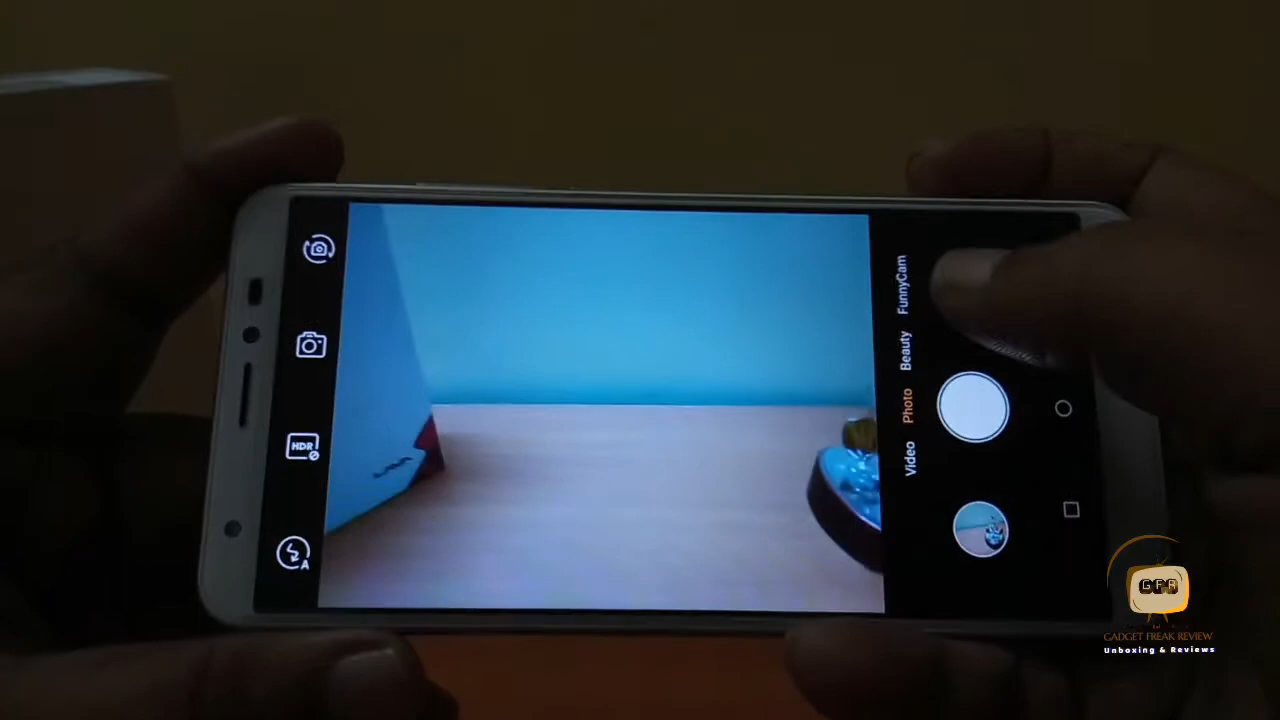 HDR
A
FunnyCam
Beauty
Photo
Video
GFR
GADGET FREAK REVIEW
Unboxing & Reviews